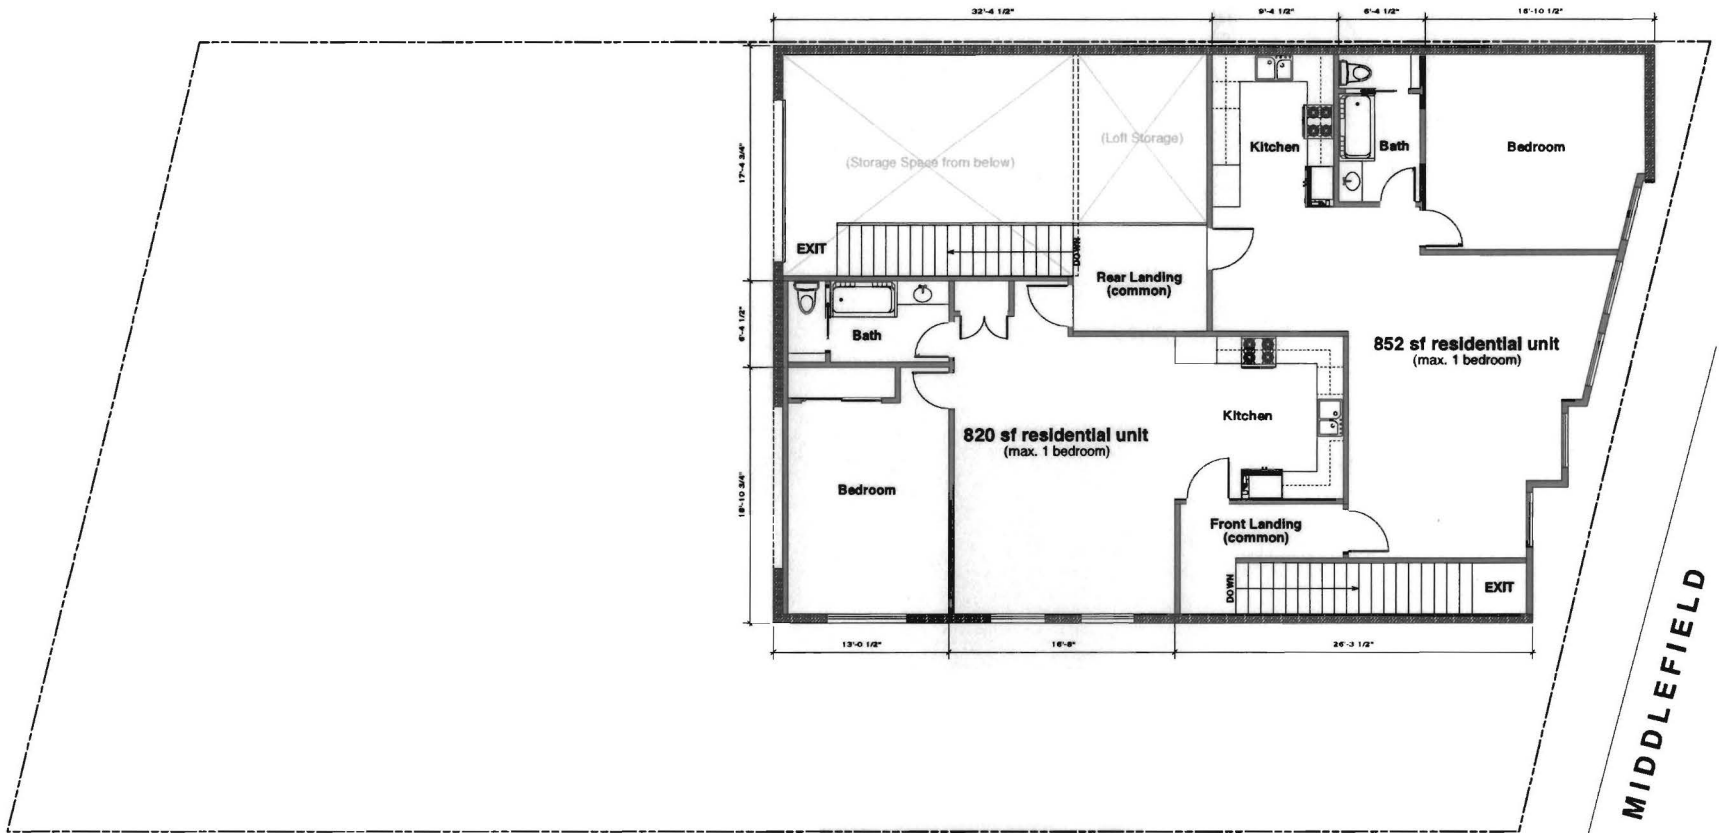 32'-4 1/2"
9'-4 1/2"
6'-4 1/2"
16'-10 1/2"
17'-4 3/4"
(Storage Space from below)
(Loft Storage)
Kitchen
Bath
Bedroom
EXIT
DOWN
Rear Landing
(common)
6'-4 1/2"
Bath
852 sf residential unit
(max. 1 bedroom)
Kitchen
820 sf residential unit
(max. 1 bedroom)
Bedroom
18'-10 3/4"
Front Landing
(common)
DOWN
EXIT
13'-0 1/2"
16'-8"
26'-3 1/2"
MIDDLEFIELD